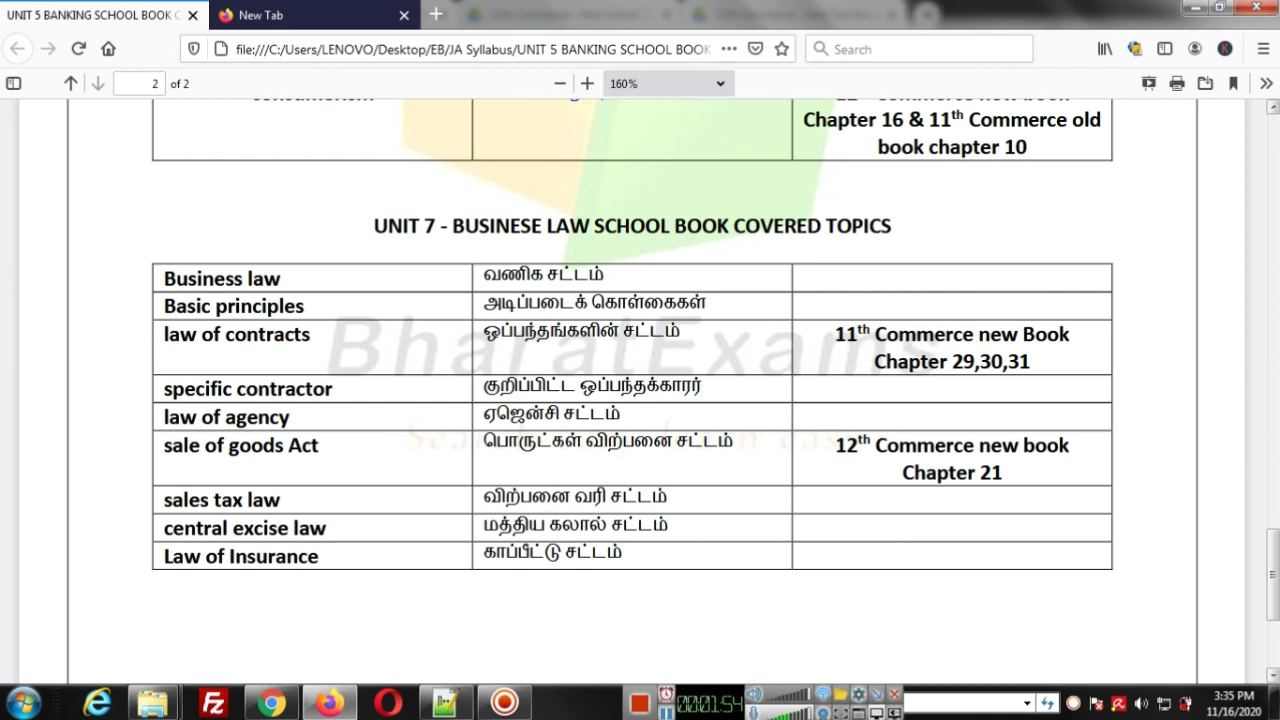 UNIT 5 BANKING SCHOOL BOOK C
New Tab
file:///C:/Users/LENOVO/Desktop/EB/JA Syllabus/UNIT 5 BANKING SCHOOL BOOK
Search
2 of 2
160%
Chapter 16 & 11th Commerce old
book chapter 10
UNIT 7 - BUSINESE LAW SCHOOL BOOK COVERED TOPICS
Business law வணிக சட்டம்
Basic principles அடிப்படைக் கொள்கைகள்
law of contracts ஒப்பந்தங்களின் சட்டம் 11th Commerce new Book
Chapter 29,30,31
specific contractor குறிப்பிட்ட ஒப்பந்தக்காரர்
law of agency ஏஜென்சி சட்டம்
sale of goods Act பொருட்கள் விற்பனை சட்டம் 12th Commerce new book
Chapter 21
sales tax law விற்பனை வரி சட்டம்
central excise law மத்திய கலால் சட்டம்
Law of Insurance காப்பீட்டு சட்டம்
BharatExams
00:01:54
3:35 PM
11/16/2020